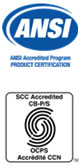 ANSI
ANSI Accredited Program
PRODUCT CERTIFICATION
SCC Accredited
CB-P/S
OCPS
Accrédité CCN